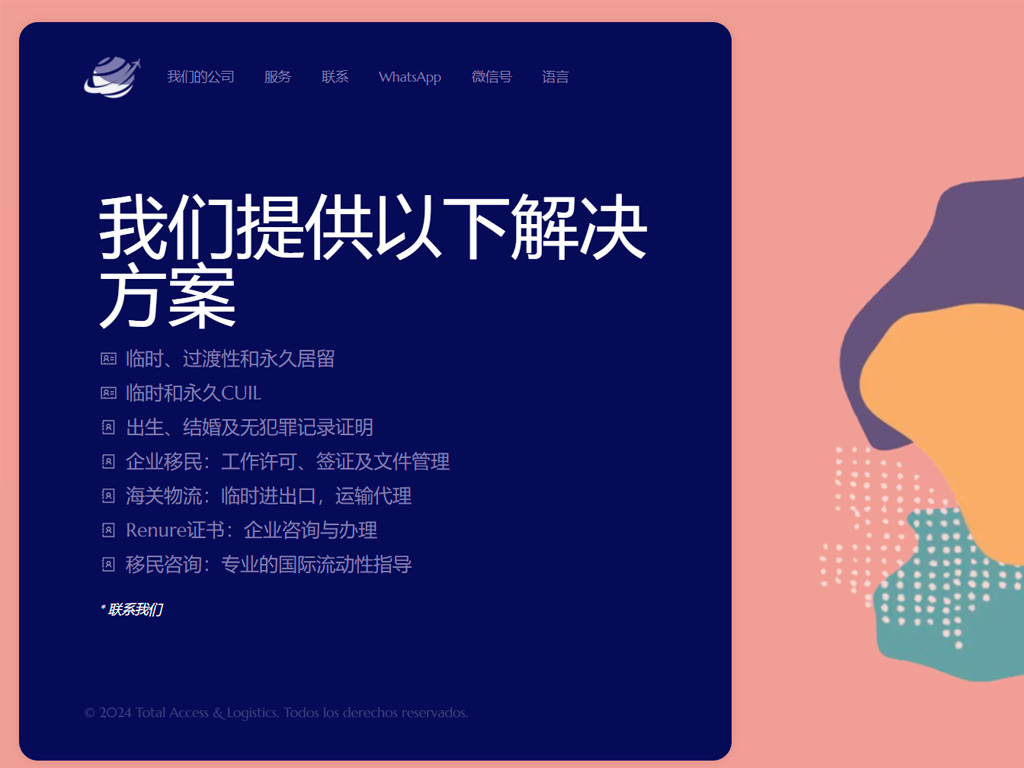 我们的公司 服务 联系 WhatsApp 微信号 语言
我们提供以下解决
方案
临时、过渡性和永久居留
临时和永久CUIL
出生、结婚及无犯罪记录证明
企业移民：工作许可、签证及文件管理
海关物流：临时进出口，运输代理
Renure证书：企业咨询与办理
移民咨询：专业的国际流动性指导
* 联系我们
© 2024 Total Access & Logistics. Todos los derechos reservados.